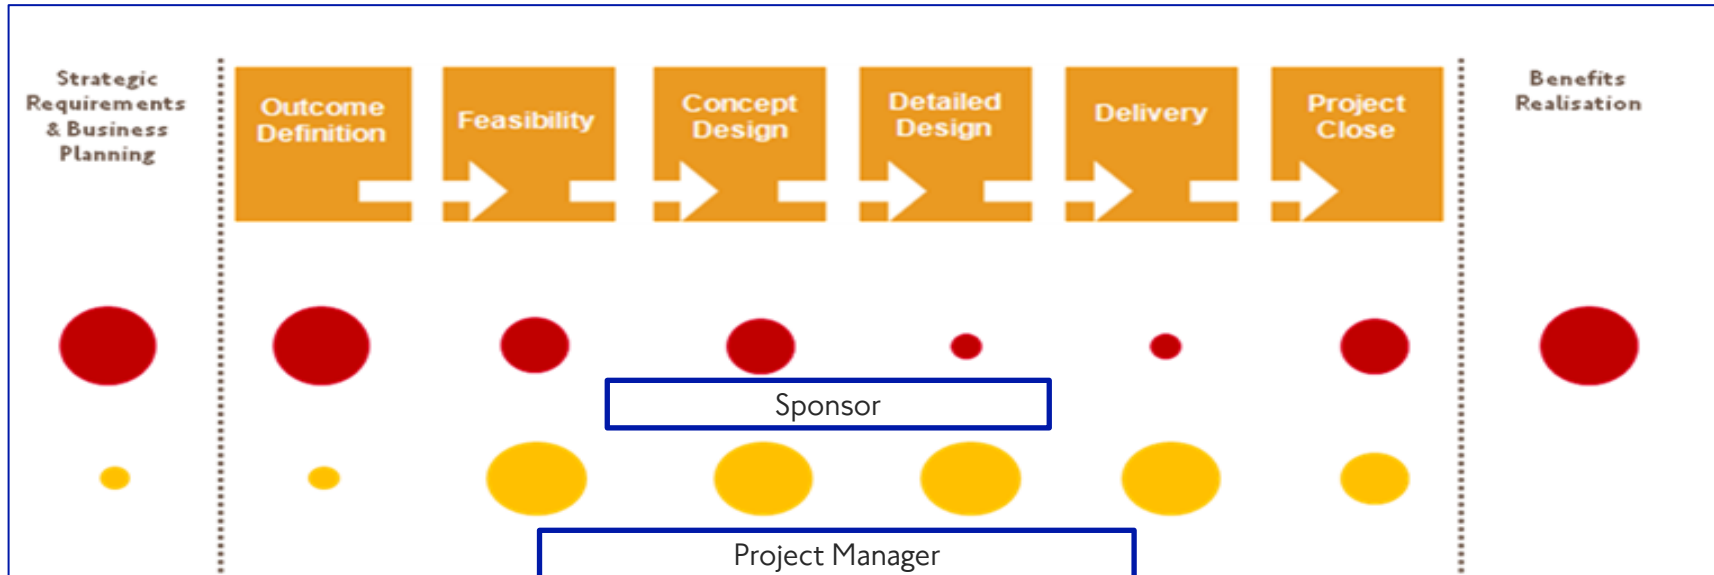 Strategic
Requirements
& Business
Planning
Outcome
Definition
Feasibility
Concept
Design
Detailed
Design
Delivery
Project
Close
Benefits
Realisation
Sponsor
Project Manager